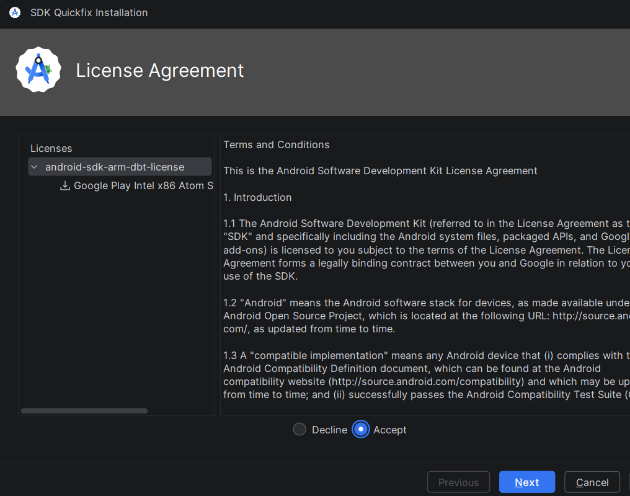 SDK Quickfix Installation
License Agreement
Licenses
android-sdk-arm-dbt-license
Google Play Intel x86 Atom S
Terms and Conditions
This is the Android Software Development Kit License Agreement
1. Introduction
1.1 The Android Software Development Kit (referred to in the License Agreement as t
"SDK" and specifically including the Android system files, packaged APIs, and Googl
add-ons) is licensed to you subject to the terms of the License Agreement. The Licen
Agreement forms a legally binding contract between you and Google in relation to yo
use of the SDK.
1.2 "Android" means the Android software stack for devices, as made available unde
Android Open Source Project, which is located at the following URL: http://source.an
com/, as updated from time to time.
1.3 A "compatible implementation" means any Android device that (i) complies with t
Android Compatibility Definition document, which can be found at the Android
compatibility website (http://source.android.com/compatibility) and which may be up
from time to time; and (ii) successfully passes the Android Compatibility Test Suite (
Decline
Accept
Previous
Next
Cancel